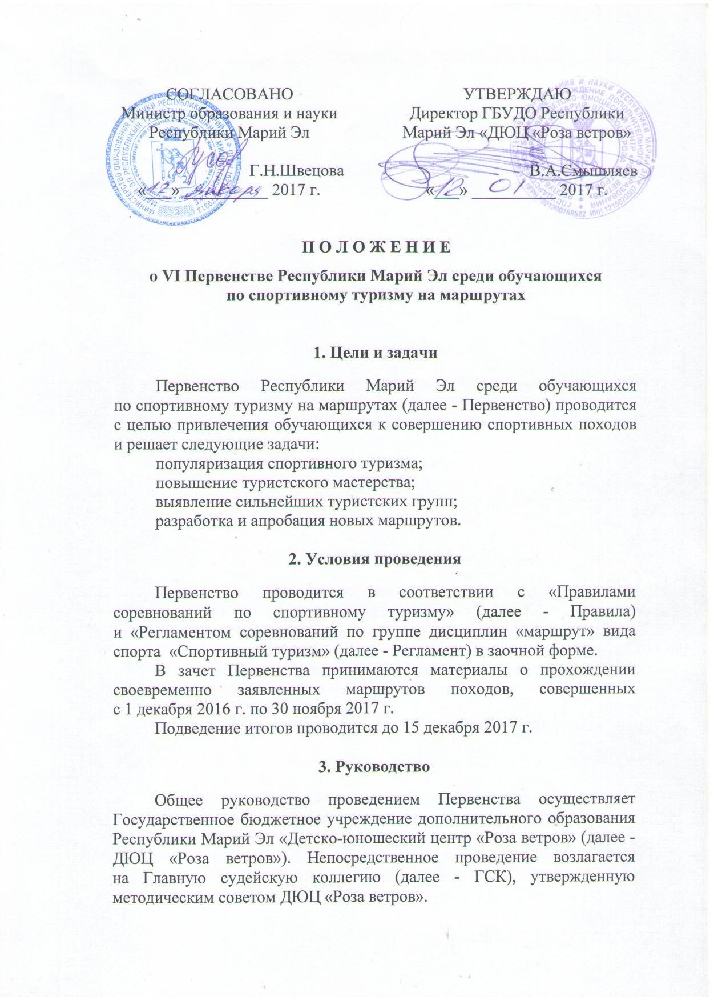 СОГЛАСОВАНО
Министр образования и науки
Республики Марий Эл
Г.Н.Швецова
«12» января 2017 г.
УТВЕРЖДАЮ
Директор ГБУДО Республики
Марий Эл «ДЮЦ «Роза ветров»
В.А.Смышляев
«12» 01 2017 г.
П О Л О Ж Е Н И Е
о VI Первенстве Республики Марий Эл среди обучающихся
по спортивному туризму на маршрутах
1. Цели и задачи
Первенство Республики Марий Эл среди обучающихся
по спортивному туризму на маршрутах (далее - Первенство) проводится
с целью привлечения обучающихся к совершению спортивных походов
и решает следующие задачи:
популяризация спортивного туризма;
повышение туристского мастерства;
выявление сильнейших туристских групп;
разработка и апробация новых маршрутов.
2. Условия проведения
Первенство проводится в соответствии с «Правилами
соревнований по спортивному туризму» (далее - Правила)
и «Регламентом соревнований по группе дисциплин «маршрут» вида
спорта «Спортивный туризм» (далее - Регламент) в заочной форме.
В зачет Первенства принимаются материалы о прохождении
своевременно заявленных маршрутов походов, совершенных
с 1 декабря 2016 г. по 30 ноября 2017 г.
Подведение итогов проводится до 15 декабря 2017 г.
3. Руководство
Общее руководство проведением Первенства осуществляет
Государственное бюджетное учреждение дополнительного образования
Республики Марий Эл «Детско-юношеский центр «Роза ветров» (далее -
ДЮЦ «Роза ветров»). Непосредственное проведение возлагается
на Главную судейскую коллегию (далее - ГСК), утвержденную
методическим советом ДЮЦ «Роза ветров».